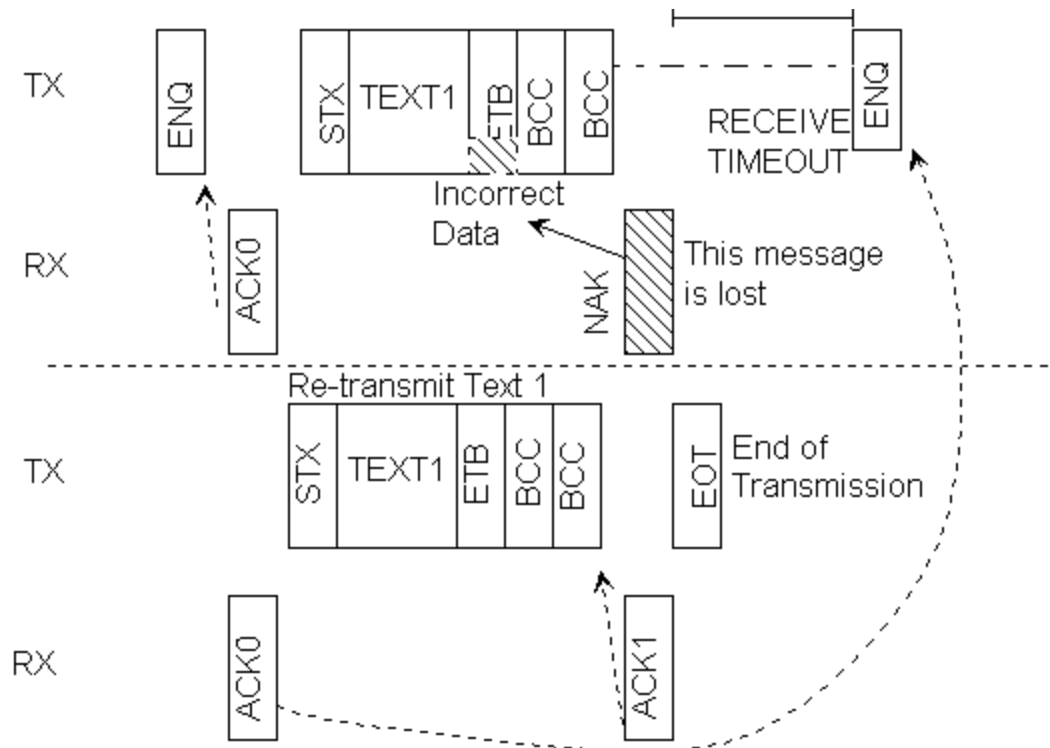 TX
ENQ
STX
TEXT1
ETB
BCC
BCC
RECEIVE
TIMEOUT
ENQ
Incorrect
Data
RX
ACK0
NAK
This message
is lost
Re-transmit Text 1
TX
STX
TEXT1
ETB
BCC
BCC
EOT
End of
Transmission
RX
ACK0
ACK1